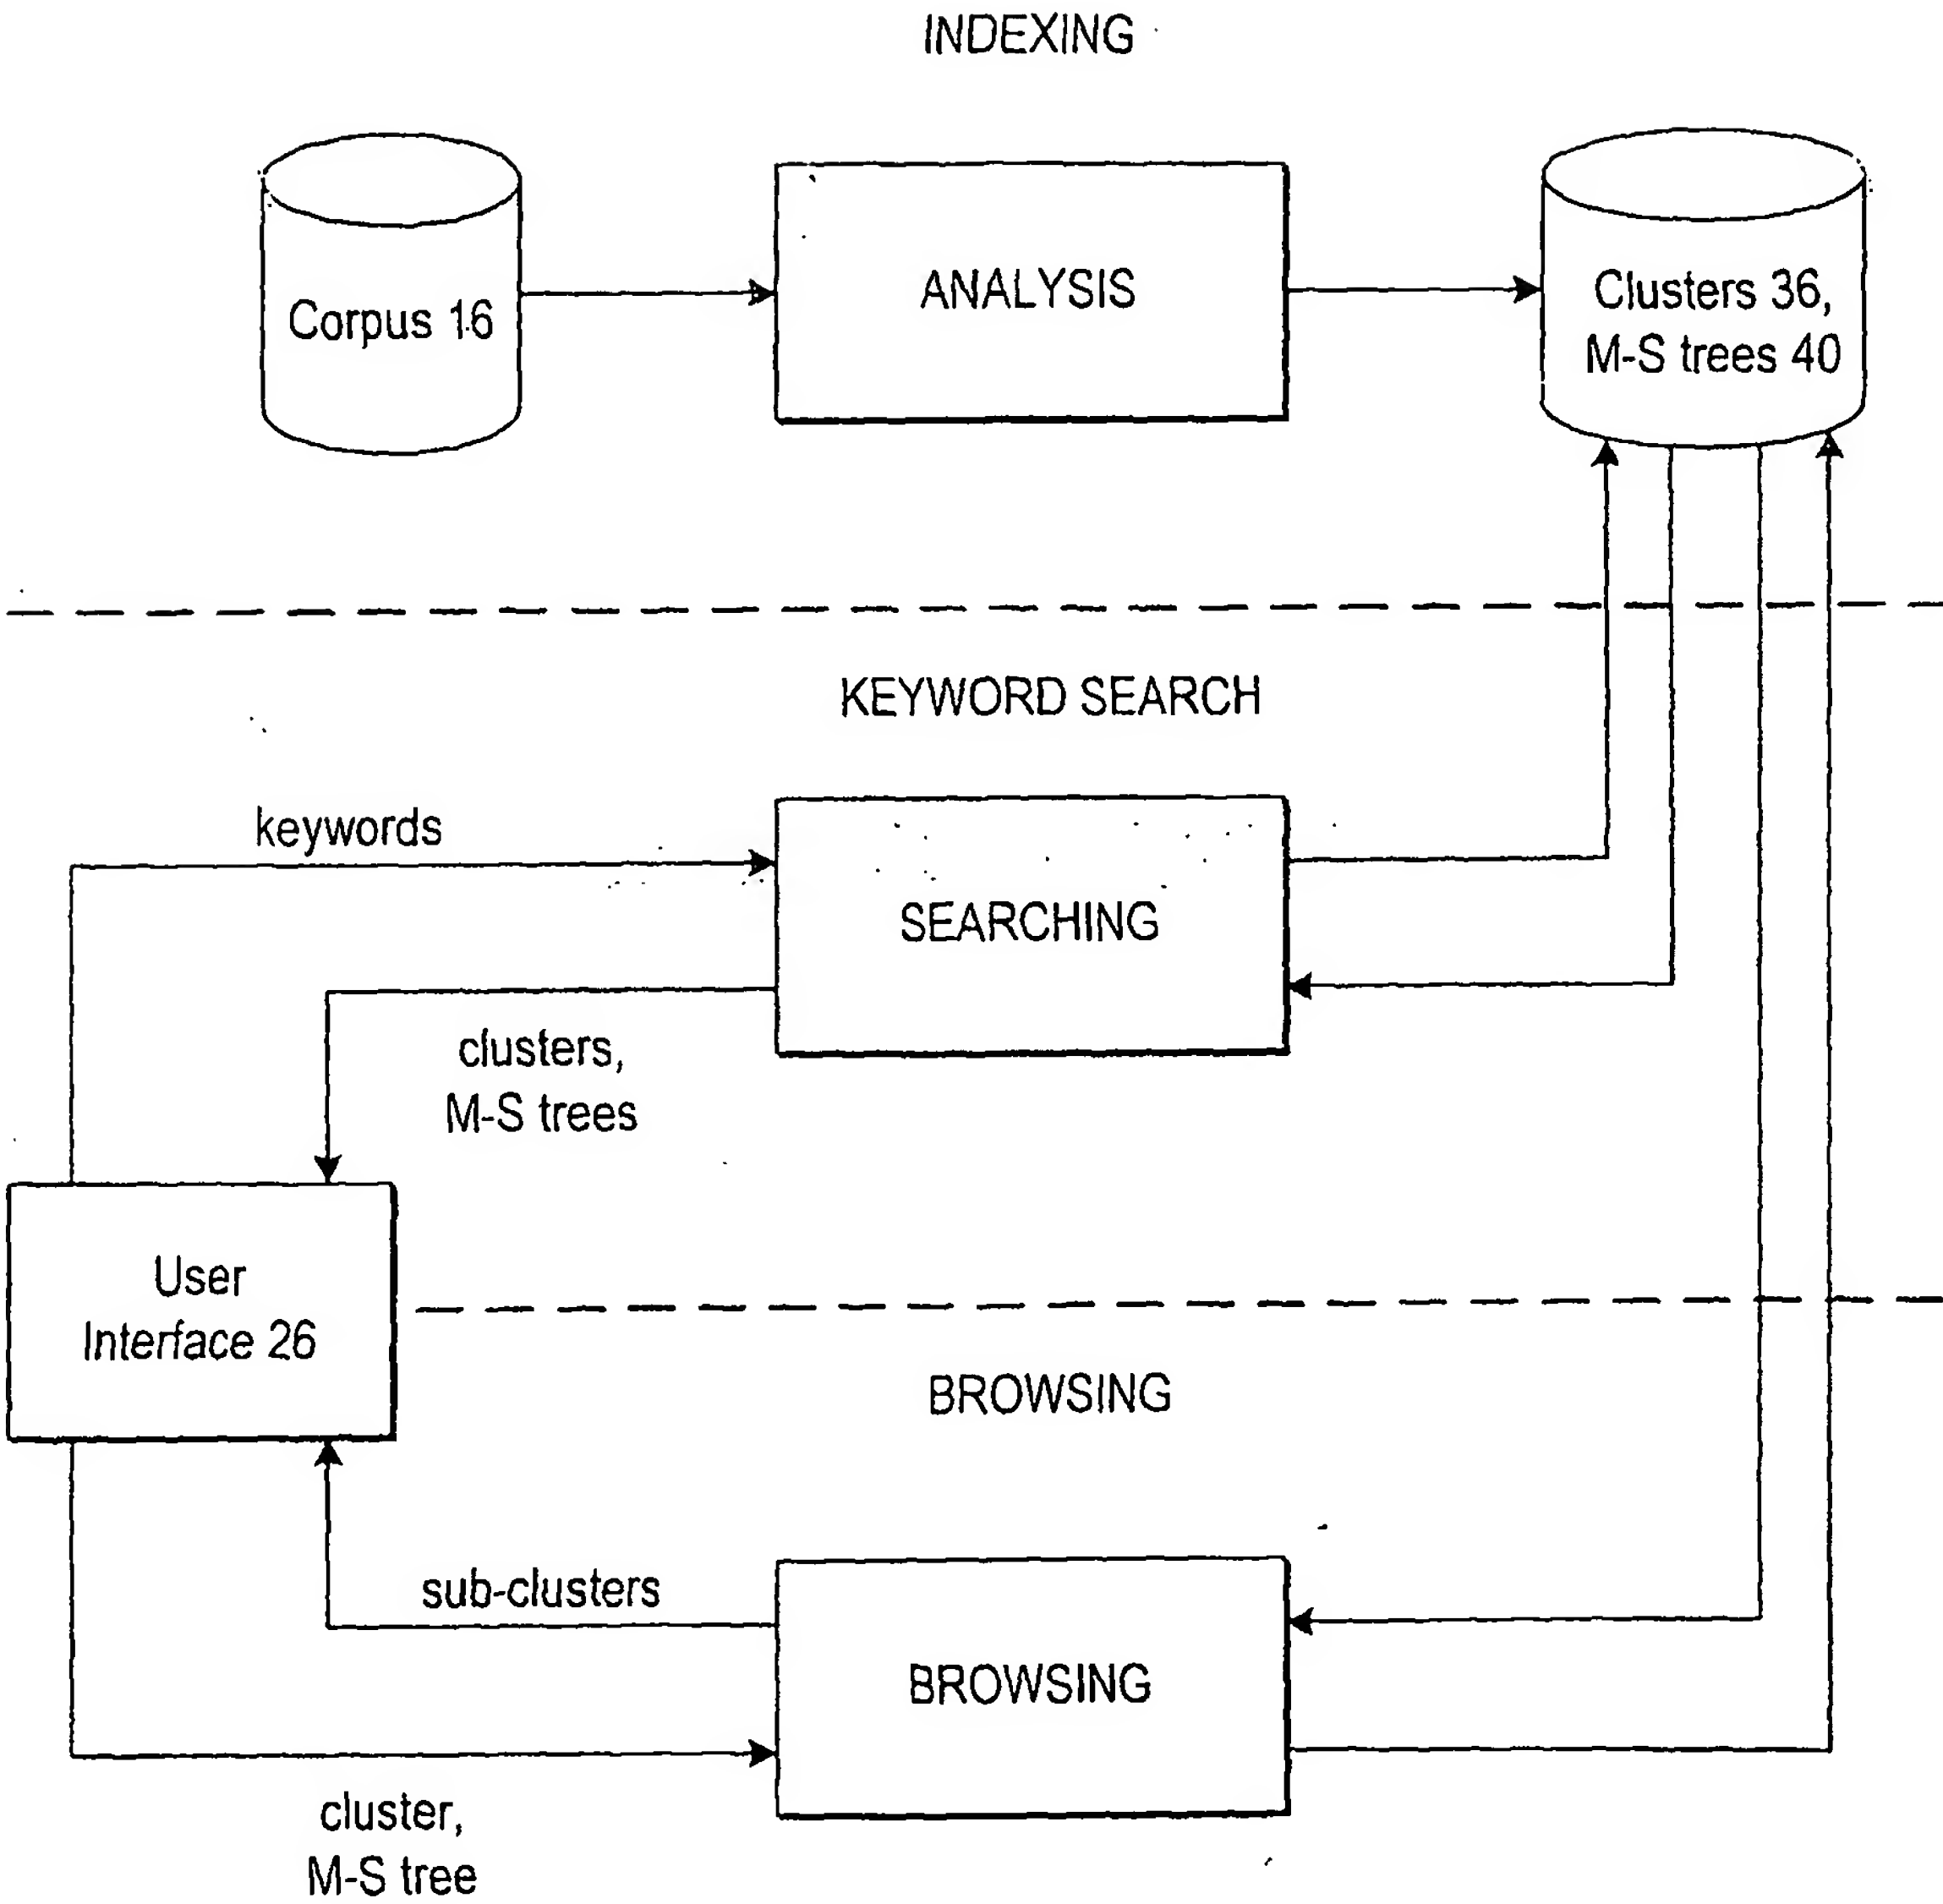 INDEXING
Corpus 16
ANALYSIS
Clusters 36,
M-S trees 40
KEYWORD SEARCH
keywords
SEARCHING
clusters,
M-S trees
User
Interface 26
BROWSING
sub-clusters
BROWSING
cluster,
M-S tree